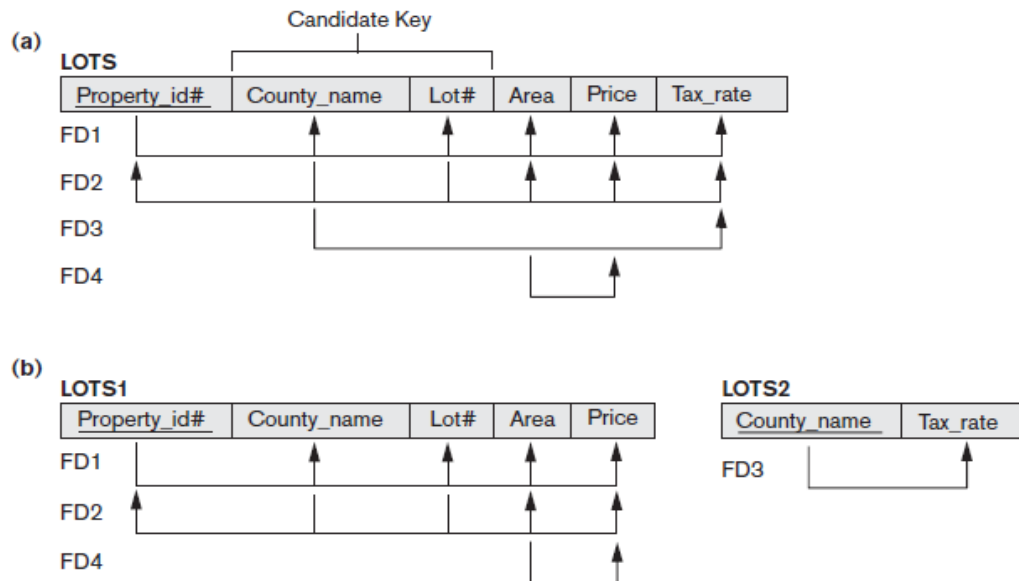 Candidate Key
(a)
LOTS
Property_id# County_name Lot# Area Price Tax_rate
FD1
FD2
FD3
FD4
(b)
LOTS1
Property_id# County_name Lot# Area Price
FD1
FD2
FD4
LOTS2
County_name Tax_rate
FD3